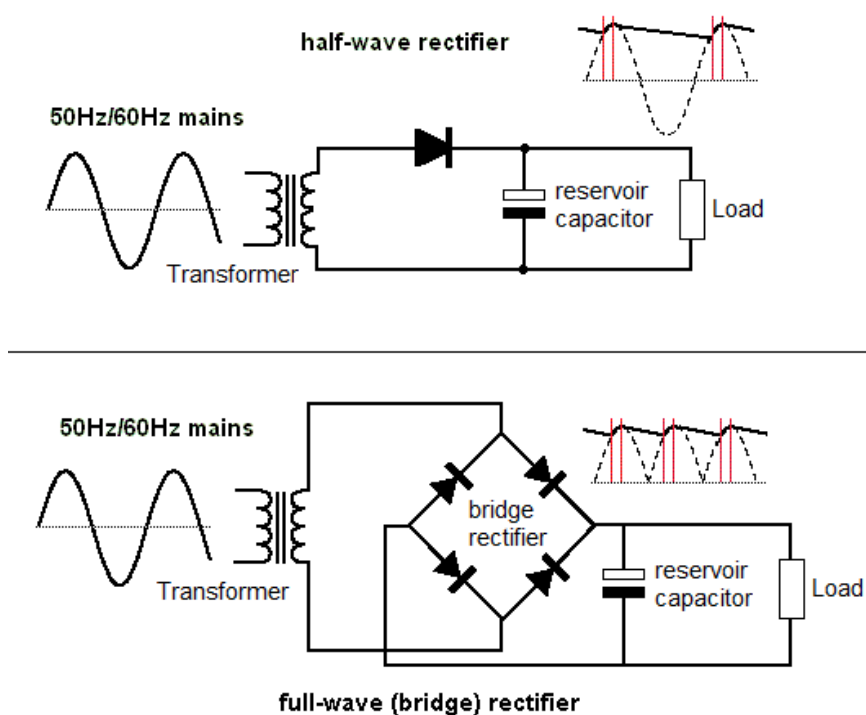 half-wave rectifier
50Hz/60Hz mains
reservoir
capacitor
Load
Transformer
50Hz/60Hz mains
bridge
rectifier
reservoir
capacitor
Load
Transformer
full-wave (bridge) rectifier